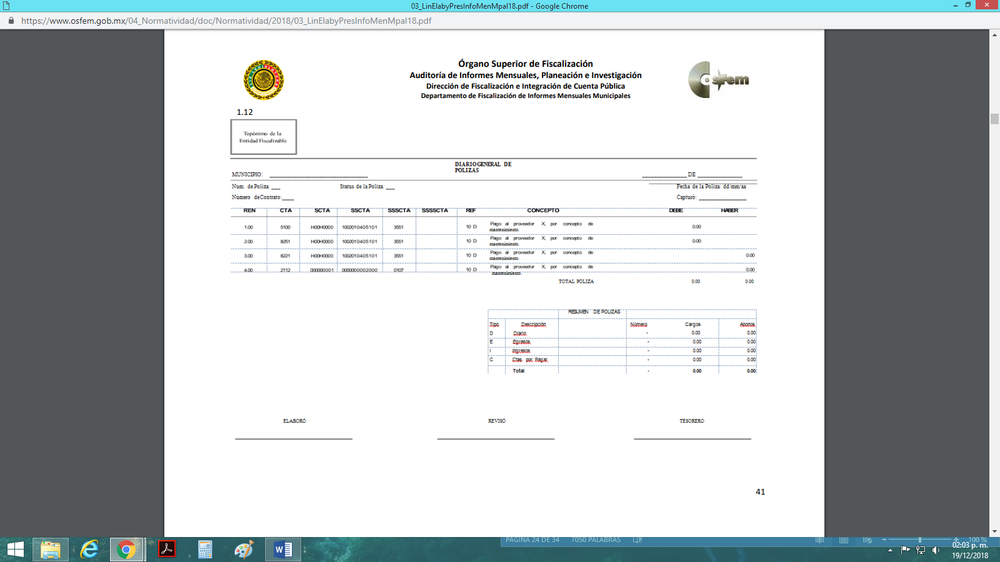 03_LinElabyPresInfoMenMpal18.pdf - Google Chrome
https://www.osfem.gob.mx/04_Normatividad/doc/Normatividad/2018/03_LinElabyPresInfoMenMpal18.pdf
Órgano Superior de Fiscalización
Auditoría de Informes Mensuales, Planeación e Investigación
Dirección de Fiscalización e Integración de Cuenta Pública
Departamento de Fiscalización de Informes Mensuales Municipales
osfem
1.12
Topónimo de la
Entidad Fiscalizable
DIARIO GENERAL DE
POLIZAS
MUNICIPIO: ______________________________ ______________ DE ______________
Num. de Poliza: ___ Status de la Poliza: ___ Fecha de la Poliza: dd/mm/aa
Número de Contrato:____ Capturó: ________________
REN CTA SCTA SSCTA SSSCTA SSSSCTA REF CONCEPTO DEBE HABER
1.00 5100 H00H0000 1002010405101 3551 10 D Pago al proveedor X, por concepto de mantenimiento. 0.00
2.00 8251 H00H0000 1002010405101 3551 10 D Pago al proveedor X, por concepto de mantenimiento. 0.00
3.00 8221 H00H0000 1002010405101 3551 10 D Pago al proveedor X, por concepto de mantenimiento. 0.00
4.00 2112 000000001 0000000002000 0107 10 D Pago al proveedor X, por concepto de mantenimiento. 0.00
TOTAL POLIZA 0.00 0.00
RESUMEN DE POLIZAS
Tipo Descripción Número Cargos Abonos
D Diario - 0.00 0.00
E Egresos - 0.00 0.00
I Ingresos - 0.00 0.00
C Ctas. por Pagar - 0.00 0.00
Total - 0.00 0.00
ELABORÓ REVISÓ TESORERO
41
PÁGINA 24 DE 34 7050 PALABRAS 100 %
02:03 p. m.
19/12/2018